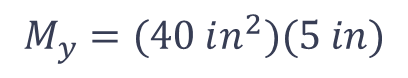 M_y = (40 in²)(5 in)